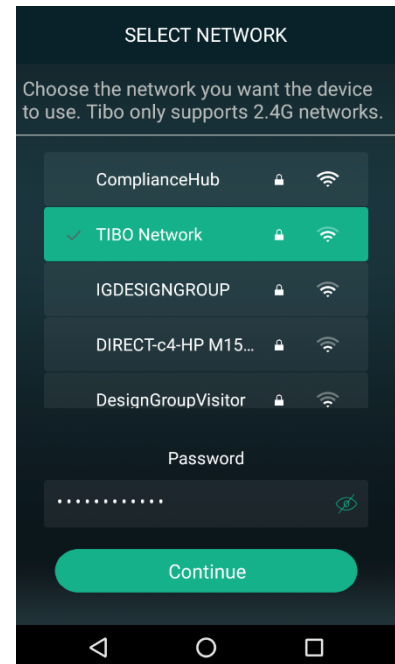 SELECT NETWORK
Choose the network you want the device
to use. Tibo only supports 2.4G networks.
ComplianceHub
TIBO Network
IGDESIGNGROUP
DIRECT-c4-HP M15...
DesignGroupVisitor
Password
••••••••••••
Continue